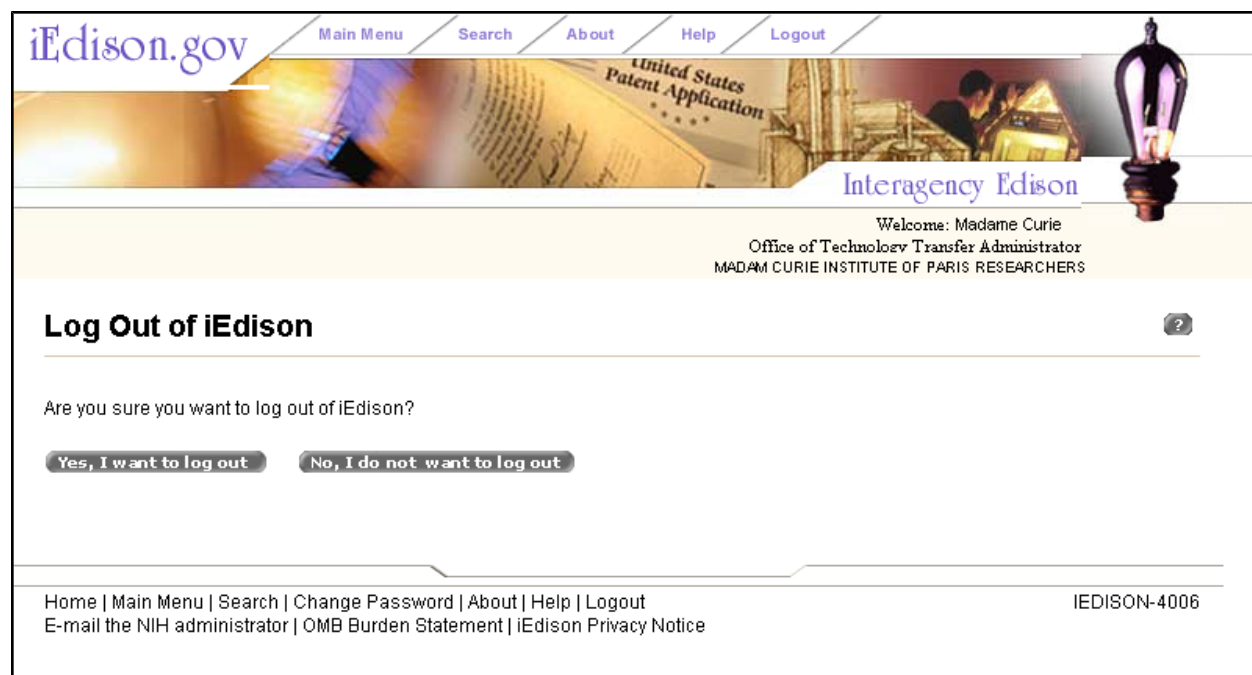 iEdison.gov
Main Menu Search About Help Logout
United States
Patent Application
Interagency Edison
Welcome: Madame Curie
Office of Technology Transfer Administrator
MADAM CURIE INSTITUTE OF PARIS RESEARCHERS
Log Out of iEdison
?
Are you sure you want to log out of iEdison?
Yes, I want to log out No, I do not want to log out
Home | Main Menu | Search | Change Password | About | Help | Logout IEDISON-4006
E-mail the NIH administrator | OMB Burden Statement | iEdison Privacy Notice